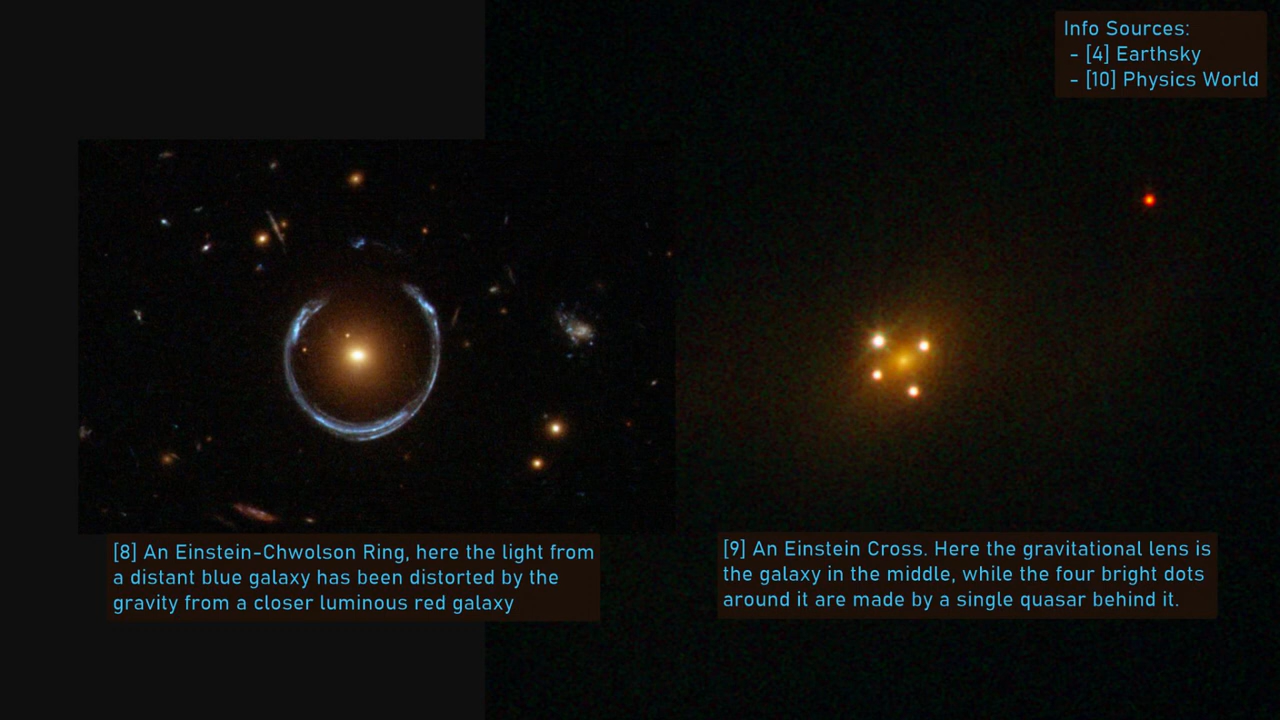 Info Sources:
- [4] Earthsky
- [10] Physics World
[8] An Einstein-Chwolson Ring, here the light from
a distant blue galaxy has been distorted by the
gravity from a closer luminous red galaxy
[9] An Einstein Cross. Here the gravitational lens is
the galaxy in the middle, while the four bright dots
around it are made by a single quasar behind it.